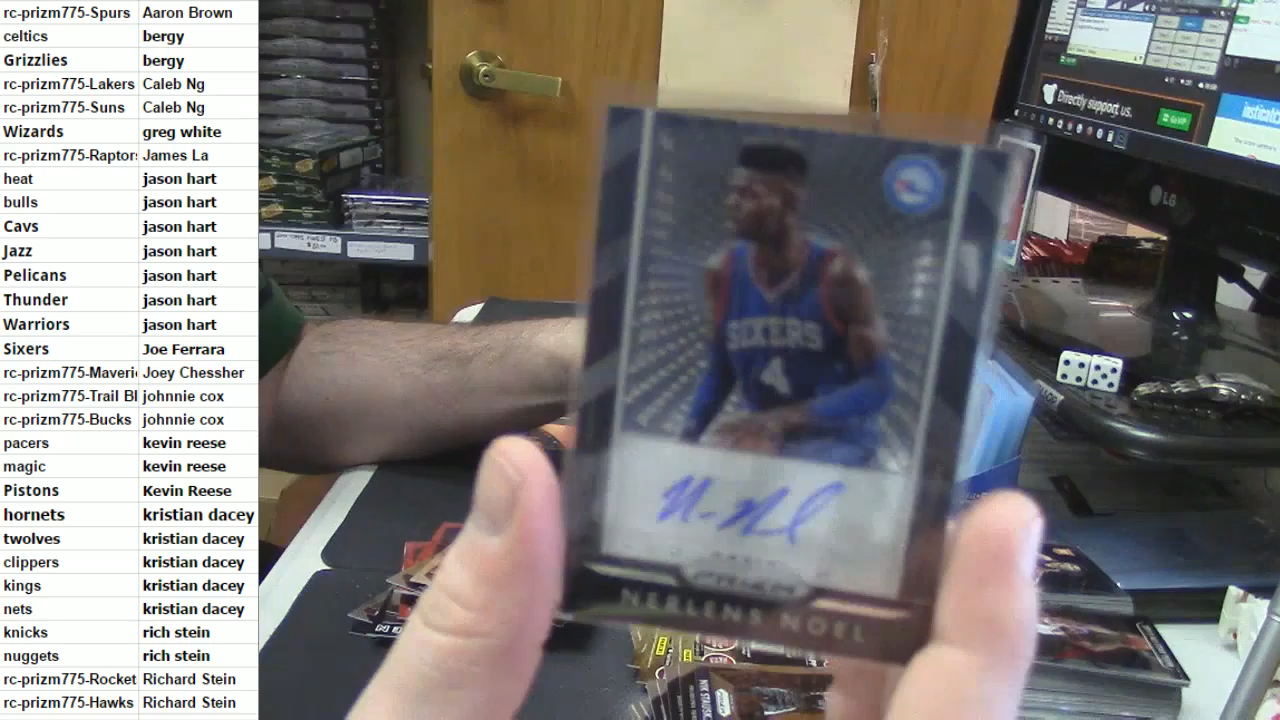 rc-prizm775-Spurs Aaron Brown
celtics bergy
Grizzlies bergy
rc-prizm775-Lakers Caleb Ng
rc-prizm775-Suns Caleb Ng
Wizards greg white
rc-prizm775-Raptor James La
heat jason hart
bulls jason hart
Cavs jason hart
Jazz jason hart
Pelicans jason hart
Thunder jason hart
Warriors jason hart
Sixers Joe Ferrara
rc-prizm775-Maveri Joey Chessher
rc-prizm775-Trail Bl johnnie cox
rc-prizm775-Bucks johnnie cox
pacers kevin reese
magic kevin reese
Pistons Kevin Reese
hornets kristian dacey
twolves kristian dacey
clippers kristian dacey
kings kristian dacey
nets kristian dacey
knicks rich stein
nuggets rich stein
rc-prizm775-Rocket Richard Stein
rc-prizm775-Hawks Richard Stein
Directly support us.
Go VIP
LG
SIXERS
4
PRIZM
NERLENS NOEL